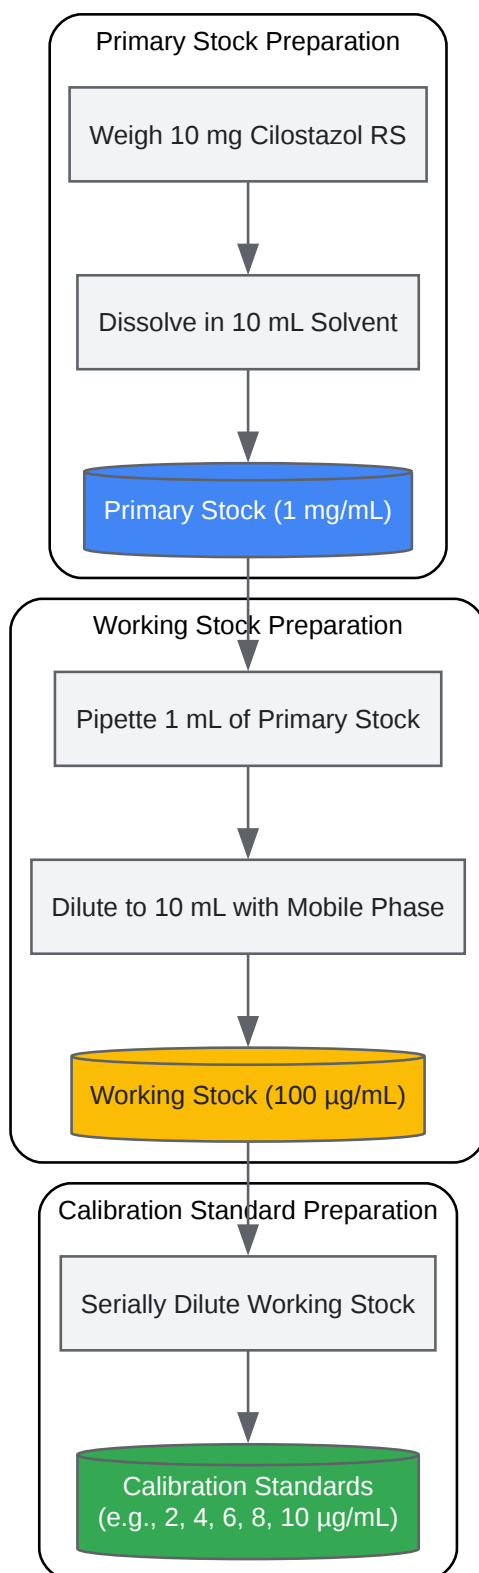 Primary Stock Preparation
Weigh 10 mg Cilostazol RS
Dissolve in 10 mL Solvent
Primary Stock (1 mg/mL)
Working Stock Preparation
Pipette 1 mL of Primary Stock
Dilute to 10 mL with Mobile Phase
Working Stock (100 µg/mL)
Calibration Standard Preparation
Serially Dilute Working Stock
Calibration Standards
(e.g., 2, 4, 6, 8, 10 µg/mL)